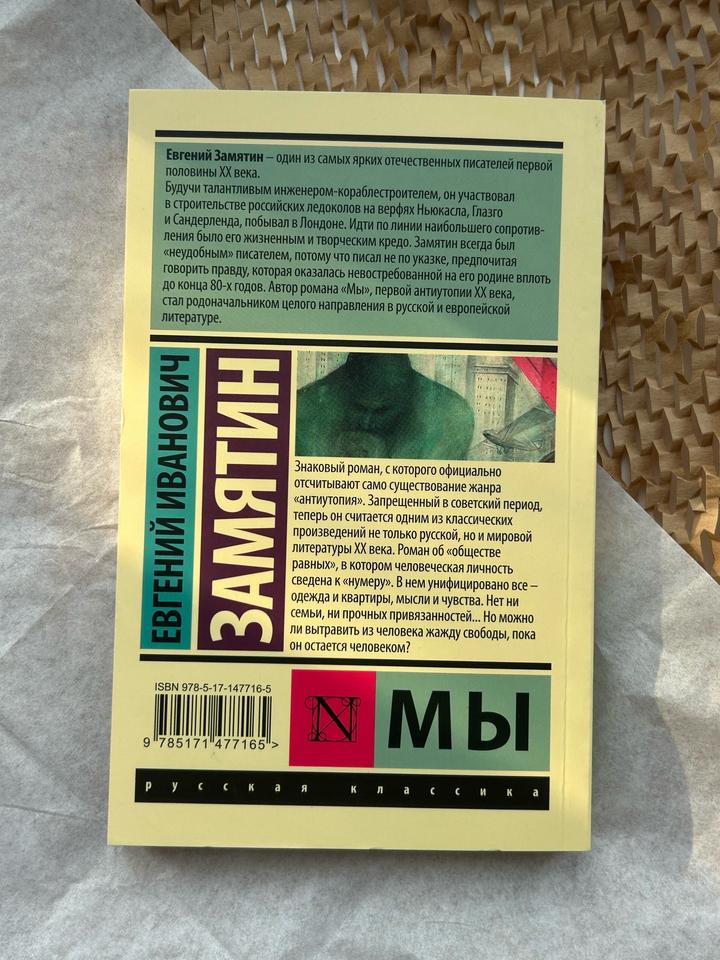 Евгений Замятин – один из самых ярких отечественных писателей первой
половины XX века.
Будучи талантливым инженером-кораблестроителем, он участвовал
в строительстве российских ледоколов на верфях Ньюкасла, Глазго
и Сандерленда, побывал в Лондоне. Идти по линии наибольшего сопротив-
ления было его жизненным и творческим кредо. Замятин всегда был
«неудобным» писателем, потому что писал не по указке, предпочитая
говорить правду, которая оказалась невостребованной на его родине вплоть
до конца 80-х годов. Автор романа «Мы», первой антиутопии XX века,
стал родоначальником целого направления в русской и европейской
литературе.
ЕВГЕНИЙ ИВАНОВИЧ
ЗАМЯТИН
Знаковый роман, с которого официально
отсчитывают само существование жанра
«антиутопия». Запрещенный в советский период,
теперь он считается одним из классических
произведений не только русской, но и мировой
литературы XX века. Роман об «обществе
равных», в котором человеческая личность
сведена к «нумеру». В нем унифицировано все –
одежда и квартиры, мысли и чувства. Нет ни
семьи, ни прочных привязанностей... Но можно
ли вытравить из человека жажду свободы, пока
он остается человеком?
ISBN 978-5-17-147716-5
9 785171 477165 >
N
МЫ
русская классика